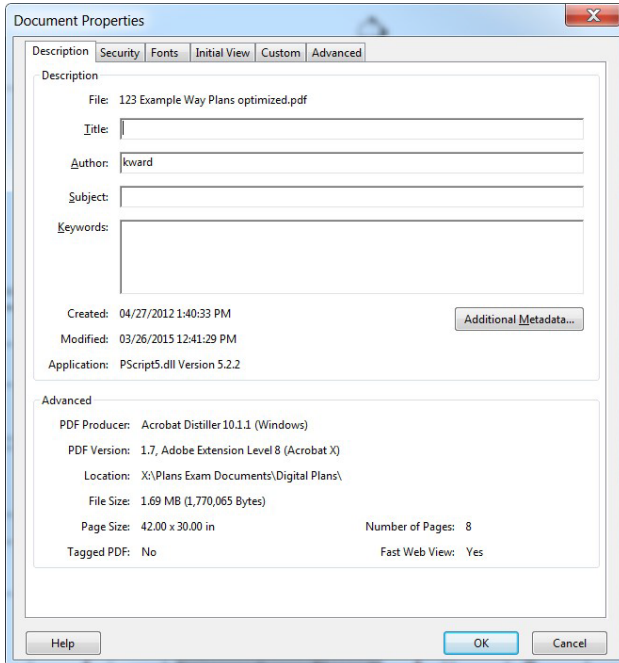 Document Properties
X
Description Security Fonts Initial View Custom Advanced
Description
File: 123 Example Way Plans optimized.pdf
Title:
Author: kward
Subject:
Keywords:
Created: 04/27/2012 1:40:33 PM
Additional Metadata...
Modified: 03/26/2015 12:41:29 PM
Application: PScript5.dll Version 5.2.2
Advanced
PDF Producer: Acrobat Distiller 10.1.1 (Windows)
PDF Version: 1.7, Adobe Extension Level 8 (Acrobat X)
Location: X:\Plans Exam Documents\Digital Plans\
File Size: 1.69 MB (1,770,065 Bytes)
Page Size: 42.00 x 30.00 in Number of Pages: 8
Tagged PDF: No Fast Web View: Yes
Help OK Cancel